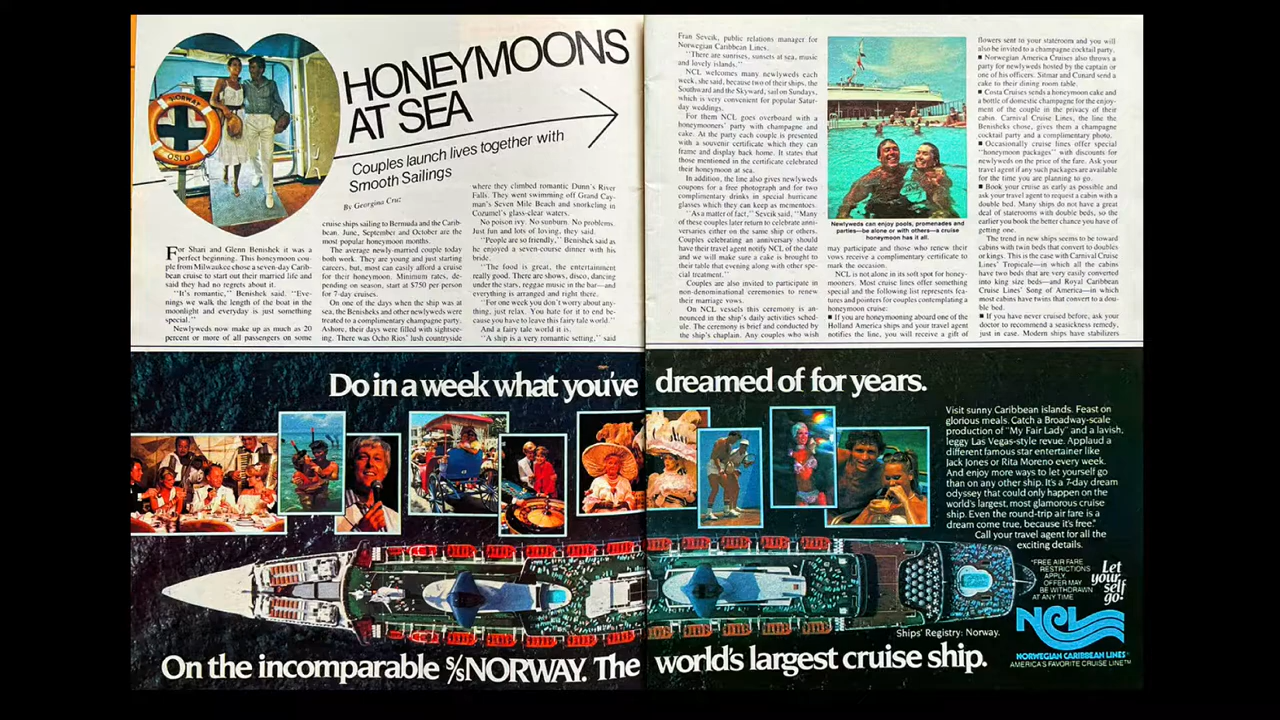 NORWAY
OSLO
HONEYMOONS
AT SEA
Couples launch lives together with
Smooth Sailings
By Georgina Cruz
For Shari and Glenn Benishek it was a
perfect beginning. This honeymoon cou-
ple from Milwaukee chose a seven-day Carib-
bean cruise to start out their married life and
said they had no regrets about it.
"It's romantic," Benishek said. "Eve-
nings we walk the length of the boat in the
moonlight and everyday is just something
special."
Newlyweds now make up as much as 20
percent or more of all passengers on some
cruise ships sailing to Bermuda and the Carib-
bean. June, September and October are the
most popular honeymoon months.
The average newly-married couple today
both work. They are young and just starting
careers, but, most can easily afford a cruise
for their honeymoon. Minimum rates, de-
pending on season, start at $750 per person
for 7-day cruises.
On one of the days when the ship was at
sea, the Benisheks and other newlyweds were
treated to a complimentary champagne party.
Ashore, their days were filled with sightsee-
ing. There was Ocho Rios' lush countryside
where they climbed romantic Dunn's River
Falls. They went swimming off Grand Cay-
man's Seven Mile Beach and snorkeling in
Cozumel's glass-clear waters.
No poison ivy. No sunburn. No problems.
Just fun and lots of loving, they said.
"People are so friendly," Benishek said as
he enjoyed a seven-course dinner with his
bride.
"The food is great, the entertainment
really good. There are shows, disco, dancing
under the stars, reggae music in the bar—and
everything is arranged and right there.
"For one week you don't worry about any-
thing, just relax. You hate for it to end be-
cause you have to leave this fairy tale world."
And a fairy tale world it is.
"A ship is a very romantic setting," said
Fran Sevcik, public relations manager for
Norwegian Caribbean Lines.
"There are sunrises, sunsets at sea, music
and lovely islands."
NCL welcomes many newlyweds each
week, she said, because two of their ships, the
Southward and the Skyward, sail on Sundays,
which is very convenient for popular Satur-
day weddings.
For them NCL goes overboard with a
honeymooners' party with champagne and
cake. At the party each couple is presented
with a souvenir certificate which they can
frame and display back home. It states that
those mentioned in the certificate celebrated
their honeymoon at sea.
In addition, the line also gives newlyweds
coupons for a free photograph and for two
complimentary drinks in special hurricane
glasses which they can keep as mementoes.
"As a matter of fact," Sevcik said, "Many
of these couples later return to celebrate anni-
versaries either on the same ship or others.
Couples celebrating an anniversary should
have their travel agent notify NCL of the date
and we will make sure a cake is brought to
their table that evening along with other spe-
cial treatment."
Couples are also invited to participate in
non-denominational ceremonies to renew
their marriage vows.
On NCL vessels this ceremony is an-
nounced in the ship's daily activities sched-
ule. The ceremony is brief and conducted by
the ship's chaplain. Any couples who wish
Newlyweds can enjoy pools, promenades and
parties—be alone or with others—a cruise
honeymoon has it all.
may participate and those who renew their
vows receive a complimentary certificate to
mark the occasion.
NCL is not alone in its soft spot for honey-
mooners. Most cruise lines offer something
special and the following list represents fea-
tures and pointers for couples contemplating a
honeymoon cruise:
■ If you are honeymooning aboard one of the
Holland America ships and your travel agent
notifies the line, you will receive a gift of
flowers sent to your stateroom and you will
also be invited to a champagne cocktail party.
■ Norwegian America Cruises also throws a
party for newlyweds hosted by the captain or
one of his officers. Sitmar and Cunard send a
cake to their dining room table.
■ Costa Cruises sends a honeymoon cake and
a bottle of domestic champagne for the enjoy-
ment of the couple in the privacy of their
cabin. Carnival Cruise Lines, the line the
Benisheks chose, gives them a champagne
cocktail party and a complimentary photo.
■ Occasionally cruise lines offer special
"honeymoon packages" with discounts for
newlyweds on the price of the fare. Ask your
travel agent if any such packages are available
for the time you are planning to go.
■ Book your cruise as early as possible and
ask your travel agent to request a cabin with a
double bed. Many ships do not have a great
deal of staterooms with double beds, so the
earlier you book the better chance you have of
getting one.
The trend in new ships seems to be toward
cabins with twin beds that convert to doubles
or kings. This is the case with Carnival Cruise
Lines' Tropicale—in which all the cabins
have two beds that are very easily converted
into king size beds—and Royal Caribbean
Cruise Lines' Song of America—in which
most cabins have twins that convert to a dou-
ble bed.
■ If you have never cruised before, ask your
doctor to recommend a seasickness remedy,
just in case. Modern ships have stabilizers
Do in a week what you've dreamed of for years.
Visit sunny Caribbean islands. Feast on
glorious meals. Catch a Broadway-scale
production of "My Fair Lady" and a lavish,
leggy Las Vegas-style revue. Applaud a
different famous star entertainer like
Jack Jones or Rita Moreno every week.
And enjoy more ways to let yourself go
than on any other ship. It's a 7-day dream
odyssey that could only happen on the
world's largest, most glamorous cruise
ship. Even the round-trip air fare is a
dream come true, because it's free.*
Call your travel agent for all the
exciting details.
*FREE AIR FARE
RESTRICTIONS
APPLY.
OFFER MAY
BE WITHDRAWN
AT ANY TIME
Let
your
self
go.
Ships' Registry: Norway.
NCL
NORWEGIAN CARIBBEAN LINES
AMERICA'S FAVORITE CRUISE LINE™
On the incomparable S/S NORWAY. The world's largest cruise ship.